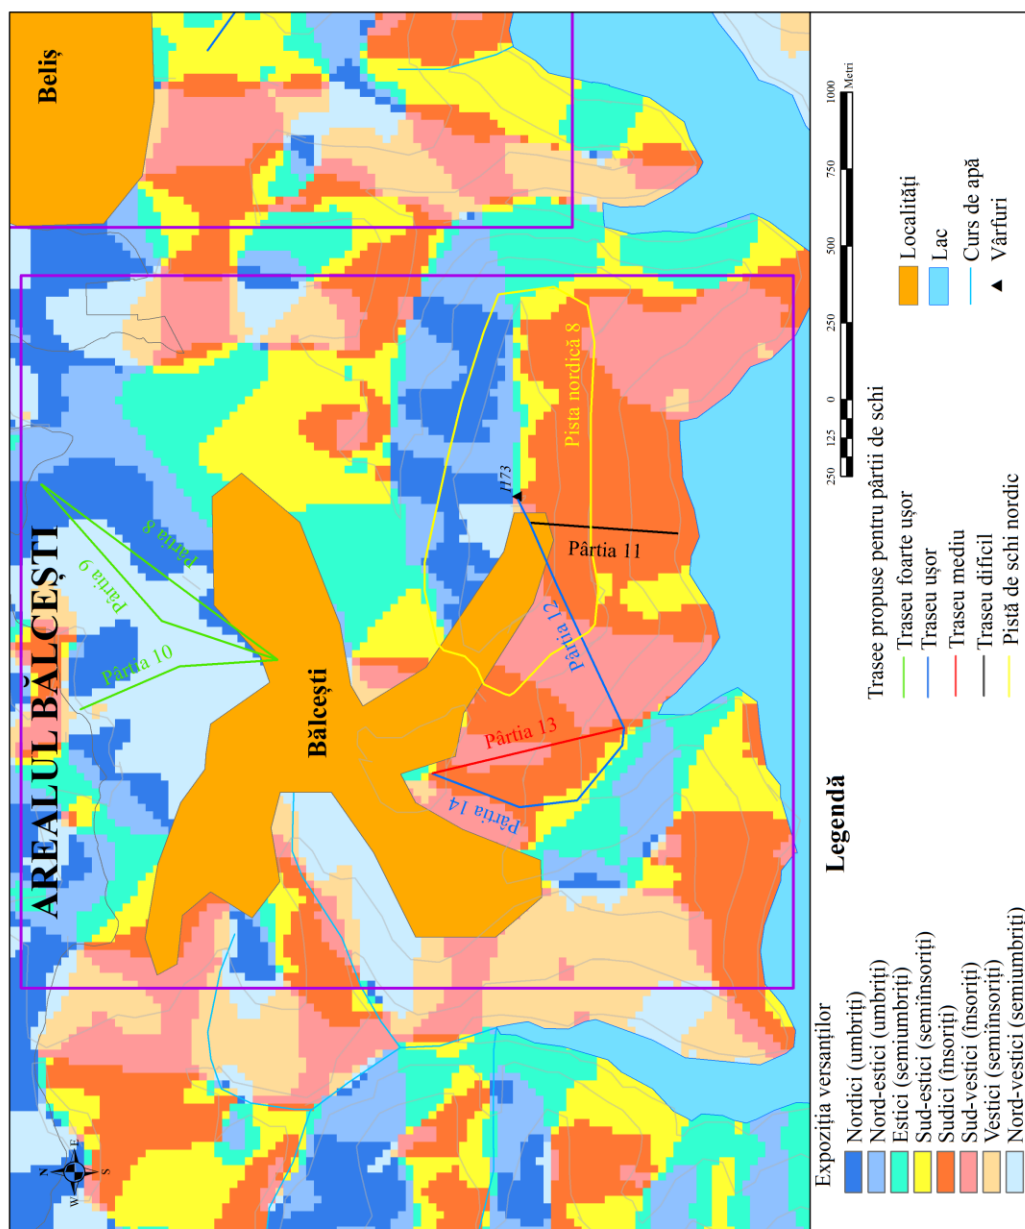 AREALUL BĂLCEȘTI
Beliș
Bălcești
Pârtia 8
Pârtia 9
Pârtia 10
1173
Pista nordică 8
Pârtia 11
Pârtia 12
Pârtia 13
Pârtia 14
N
E
S
W
Legendă
Expoziția versanților
Nordici (umbriți)
Nord-estici (umbriți)
Estici (semiumbriți)
Sud-estici (semiînsoriți)
Sudici (însoriți)
Sud-vestici (însoriți)
Vestici (semiînsoriți)
Nord-vestici (semiumbriți)
Trasee propuse pentru pârtii de schi
Traseu foarte ușor
Traseu ușor
Traseu mediu
Traseu dificil
Pistă de schi nordic
Localități
Lac
Curs de apă
Vârfuri
250 125 0 250 500 750 1000
Metri